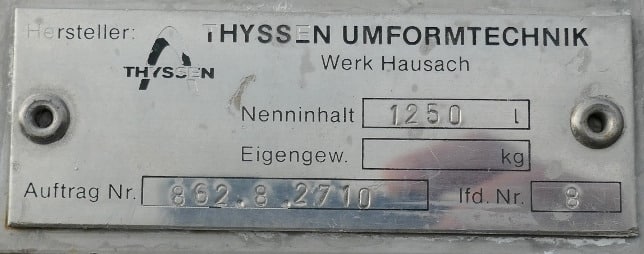 Hersteller: THYSSEN UMFORMTECHNIK
THYSSEN
Werk Hausach
Nenninhalt 1250 l
Eigengew. kg
Auftrag Nr. 862.8.2710 lfd. Nr. 8